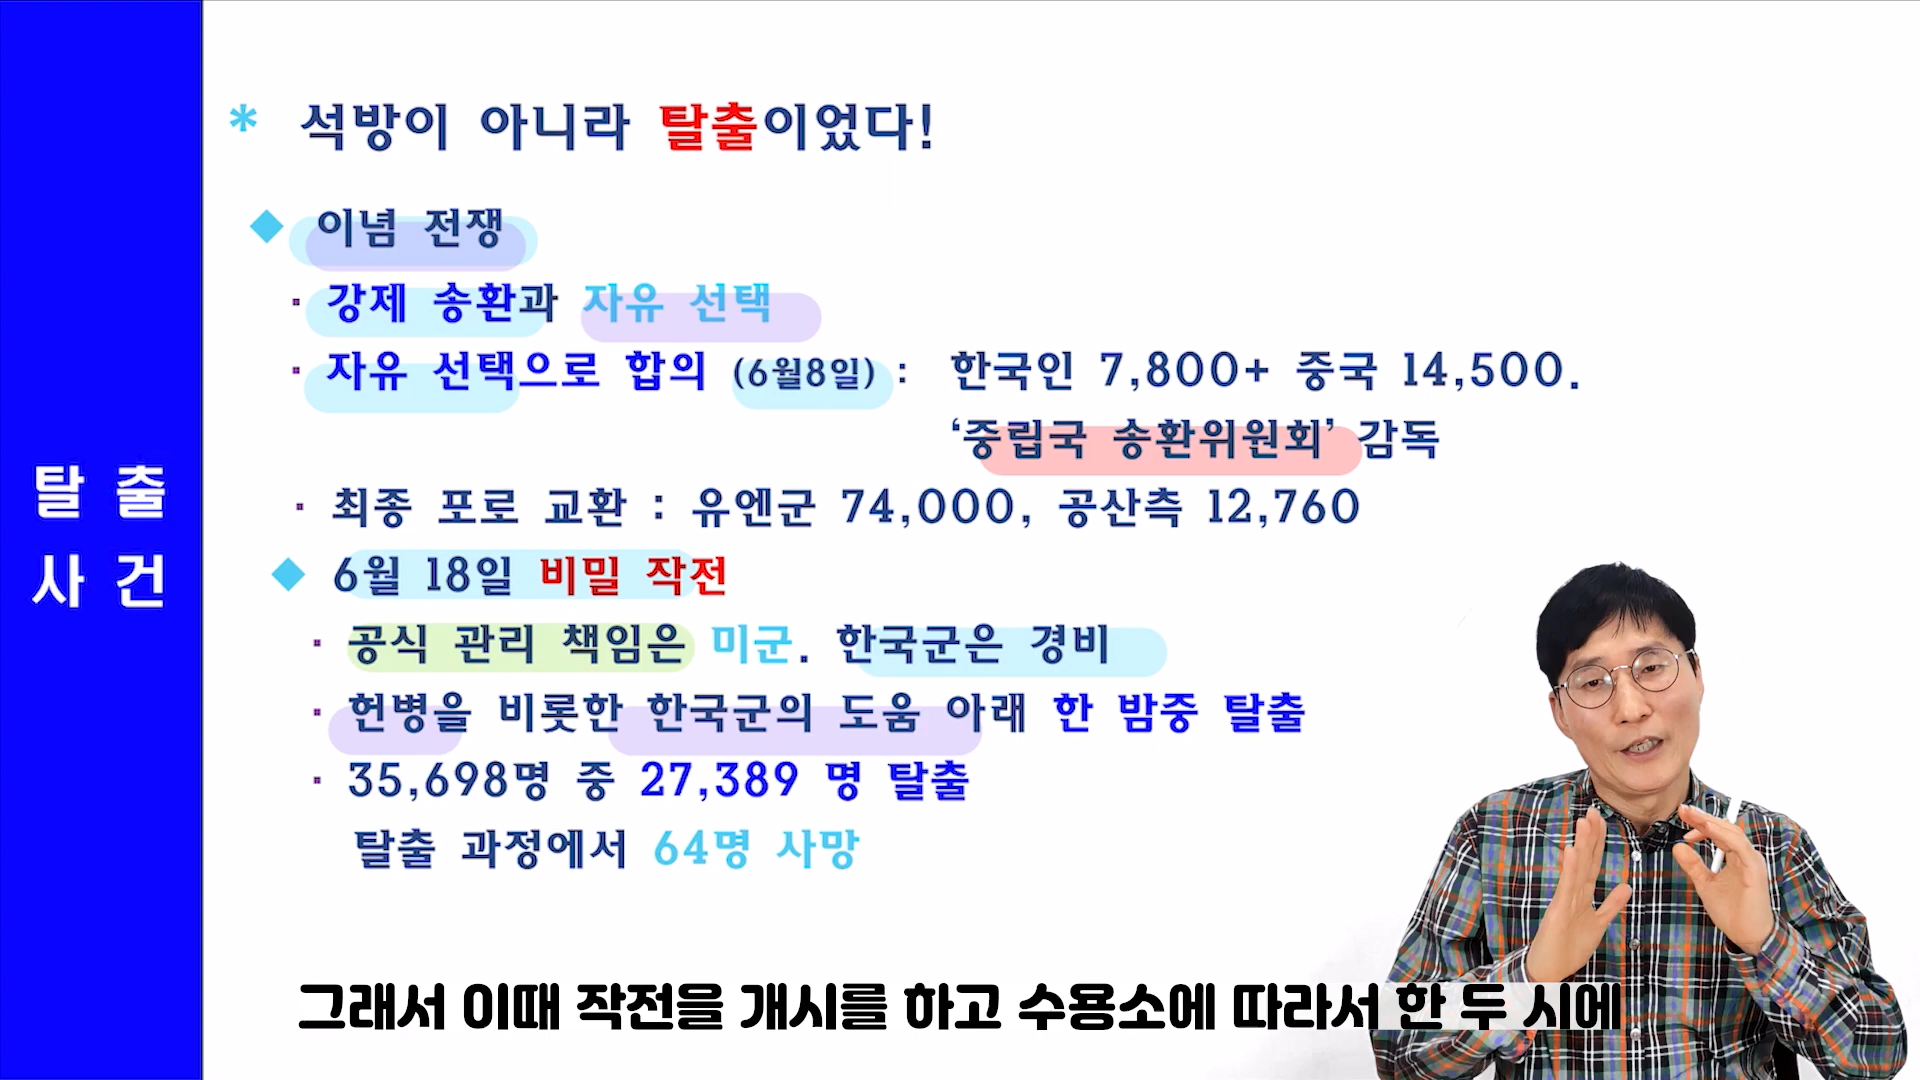 탈 출
사 건
* 석방이 아니라 탈출이었다!
◆ 이념 전쟁
· 강제 송환과 자유 선택
· 자유 선택으로 합의 (6월8일) : 한국인 7,800+ 중국 14,500.
‘중립국 송환위원회’ 감독
· 최종 포로 교환 : 유엔군 74,000, 공산측 12,760
◆ 6월 18일 비밀 작전
· 공식 관리 책임은 미군. 한국군은 경비
· 헌병을 비롯한 한국군의 도움 아래 한 밤중 탈출
· 35,698명 중 27,389 명 탈출
탈출 과정에서 64명 사망
그래서 이때 작전을 개시를 하고 수용소에 따라서 한 두 시에